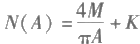 N(A) = 4M/πA + K